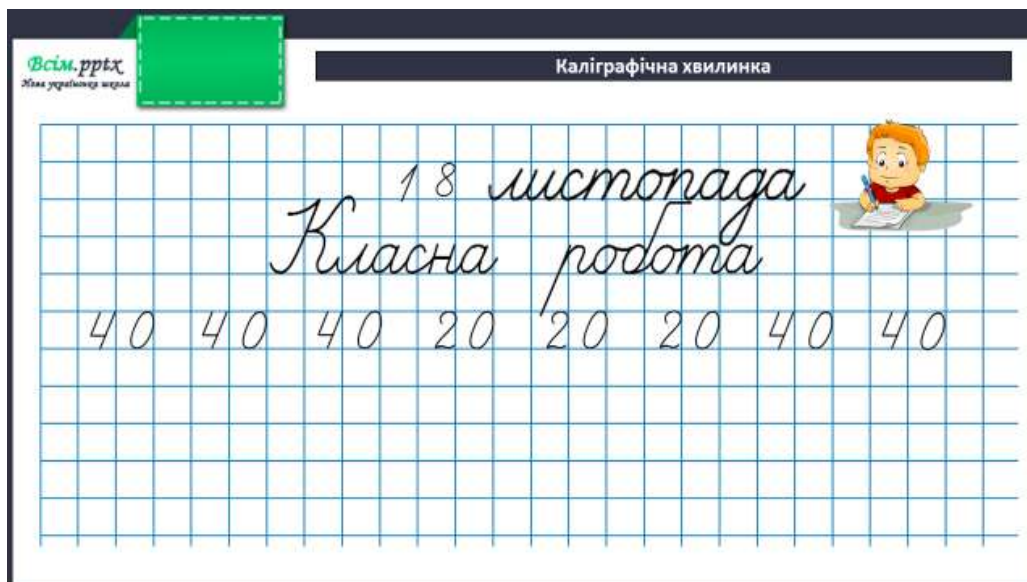 Всім.pptx
Нова українська школа
Каліграфічна хвилинка
18 листопада
Класна робота
40 40 40 20 20 20 40 40